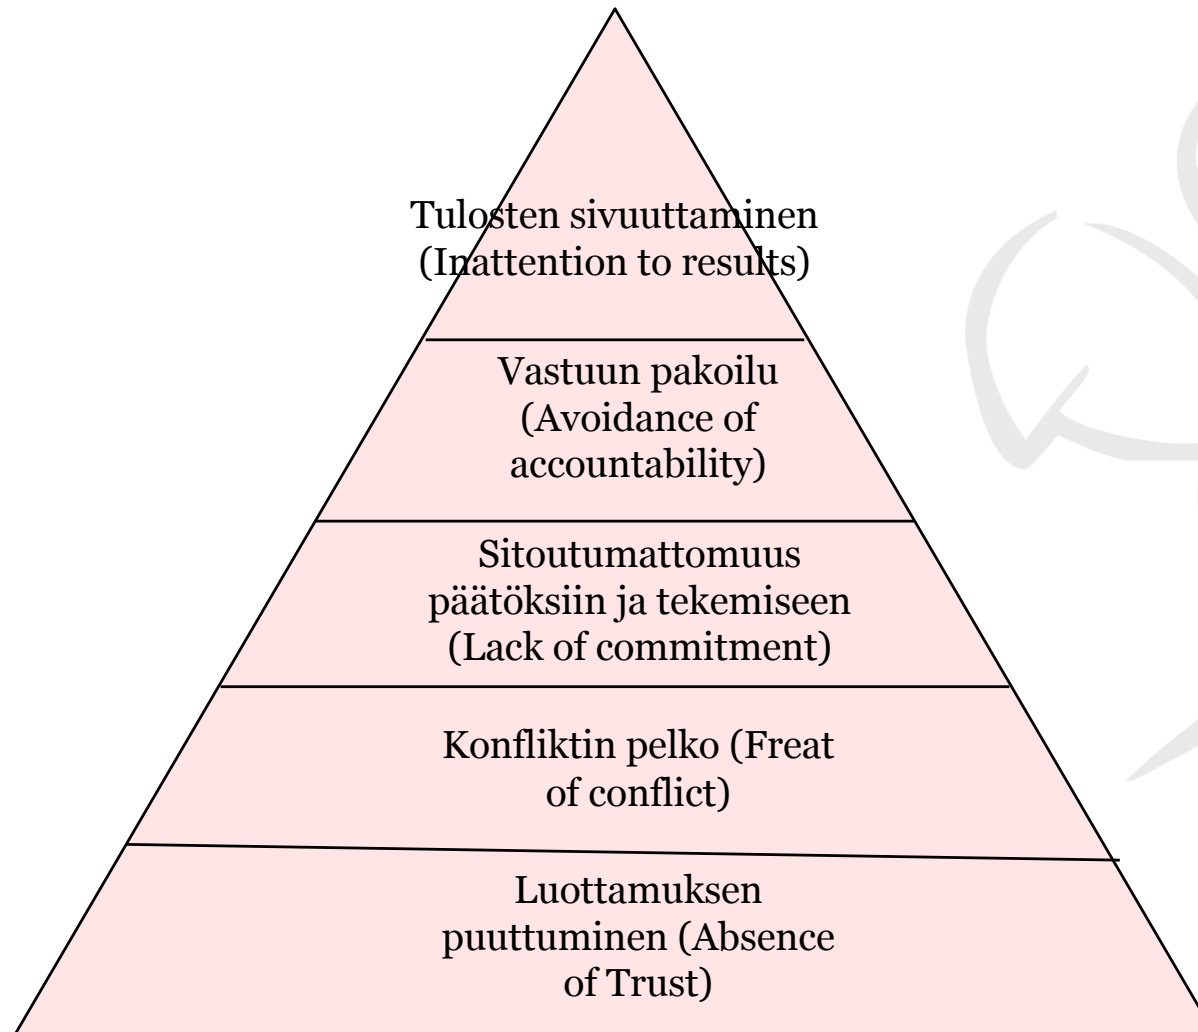 Tulosten sivuuttaminen
(Inattention to results)
Vastuun pakoilu
(Avoidance of
accountability)
Sitoutumattomuus
päätöksiin ja tekemiseen
(Lack of commitment)
Konfliktin pelko (Freat
of conflict)
Luottamuksen
puuttuminen (Absence
of Trust)